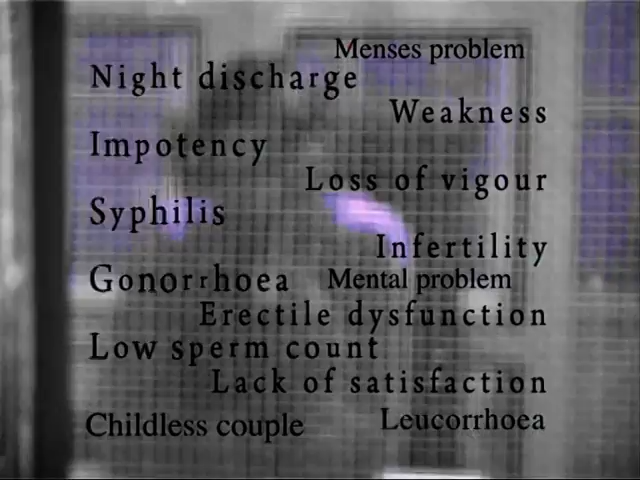 Menses problem
Night discharge
Weakness
Impotency
Loss of vigour
Syphilis
Infertility
Gonorrhoea
Mental problem
Erectile dysfunction
Low sperm count
Lack of satisfaction
Childless couple
Leucorrhoea